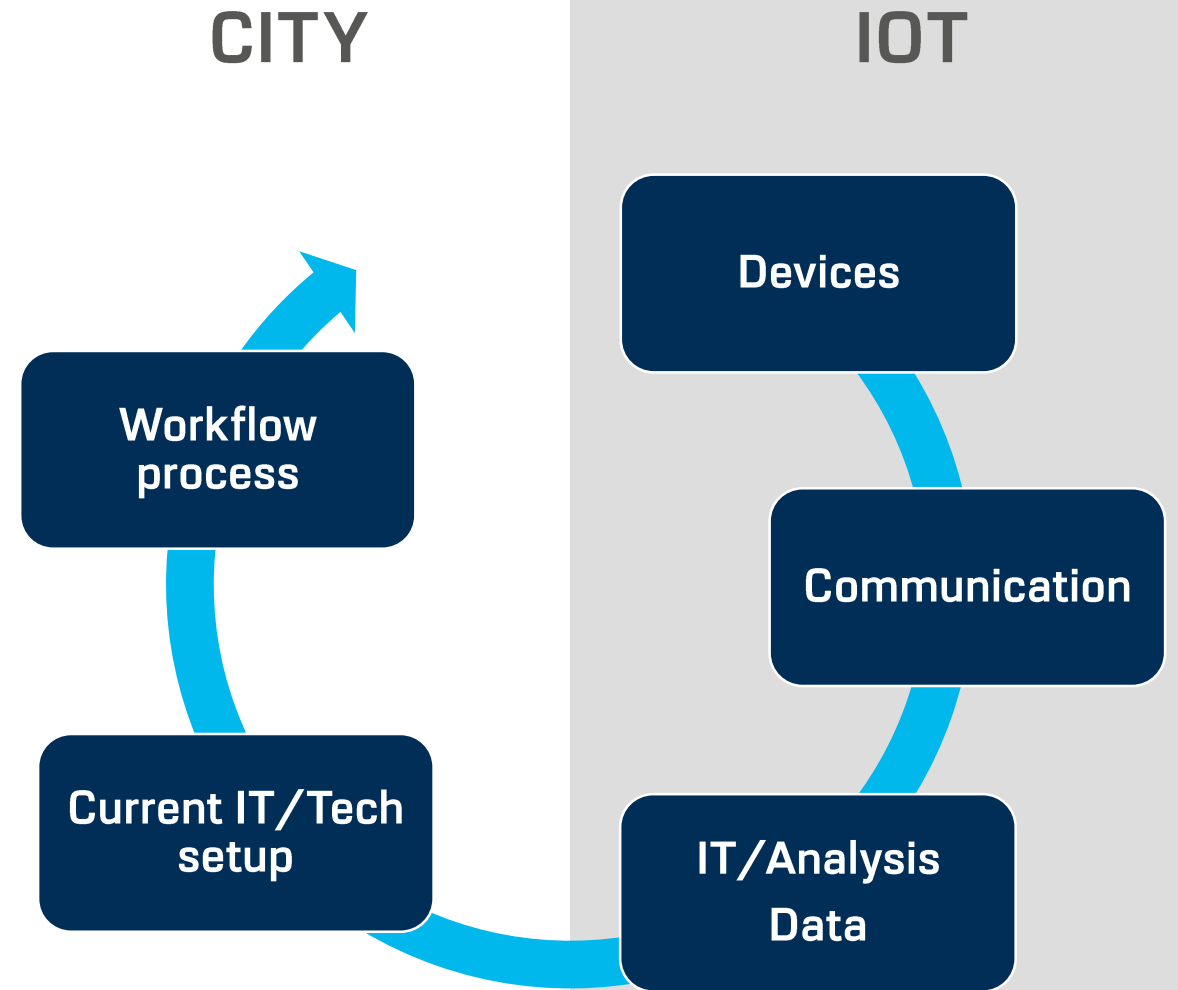 CITY
IOT
Devices
Communication
IT/Analysis
Data
Current IT/Tech
setup
Workflow
process